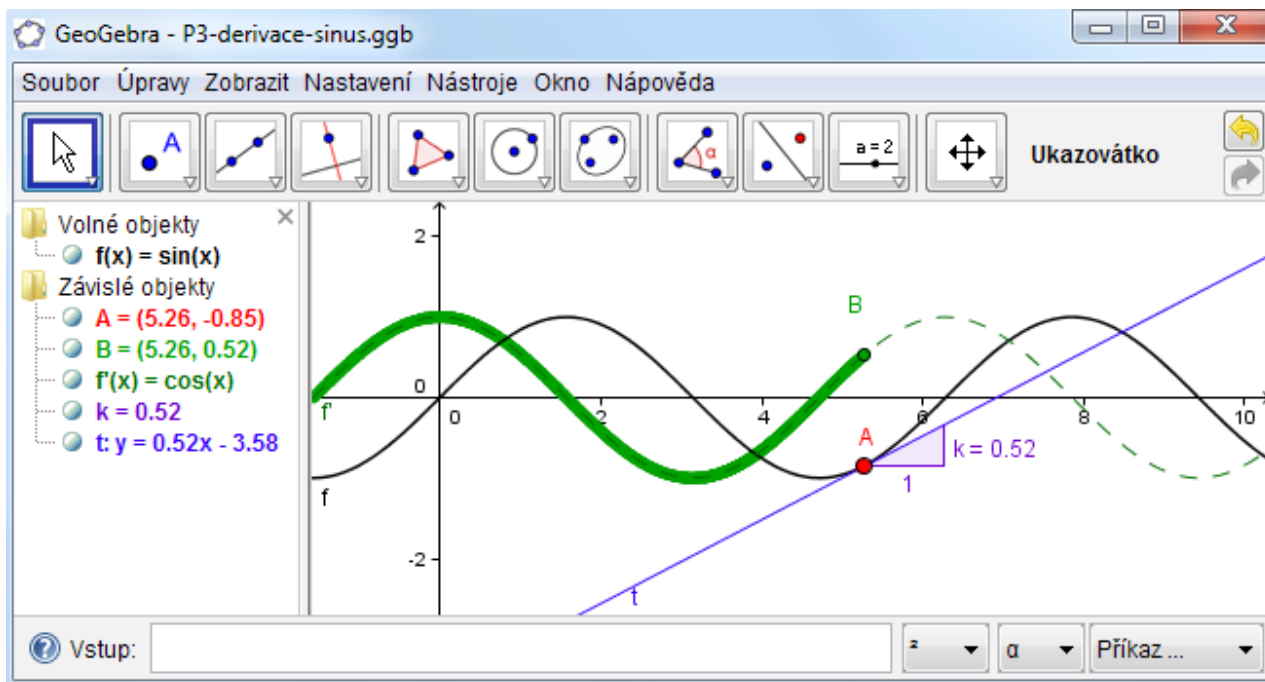 GeoGebra - P3-derivace-sinus.ggb
Soubor Úpravy Zobrazit Nastavení Nástroje Okno Nápověda
A
α
a = 2
Ukazovátko
Volné objekty
f(x) = sin(x)
Závislé objekty
A = (5.26, -0.85)
B = (5.26, 0.52)
f'(x) = cos(x)
k = 0.52
t: y = 0.52x - 3.58
2
B
0
f'
0 2 4 6 8 10
A
k = 0.52
1
f
-2
t
Vstup:
²
α
Příkaz ...